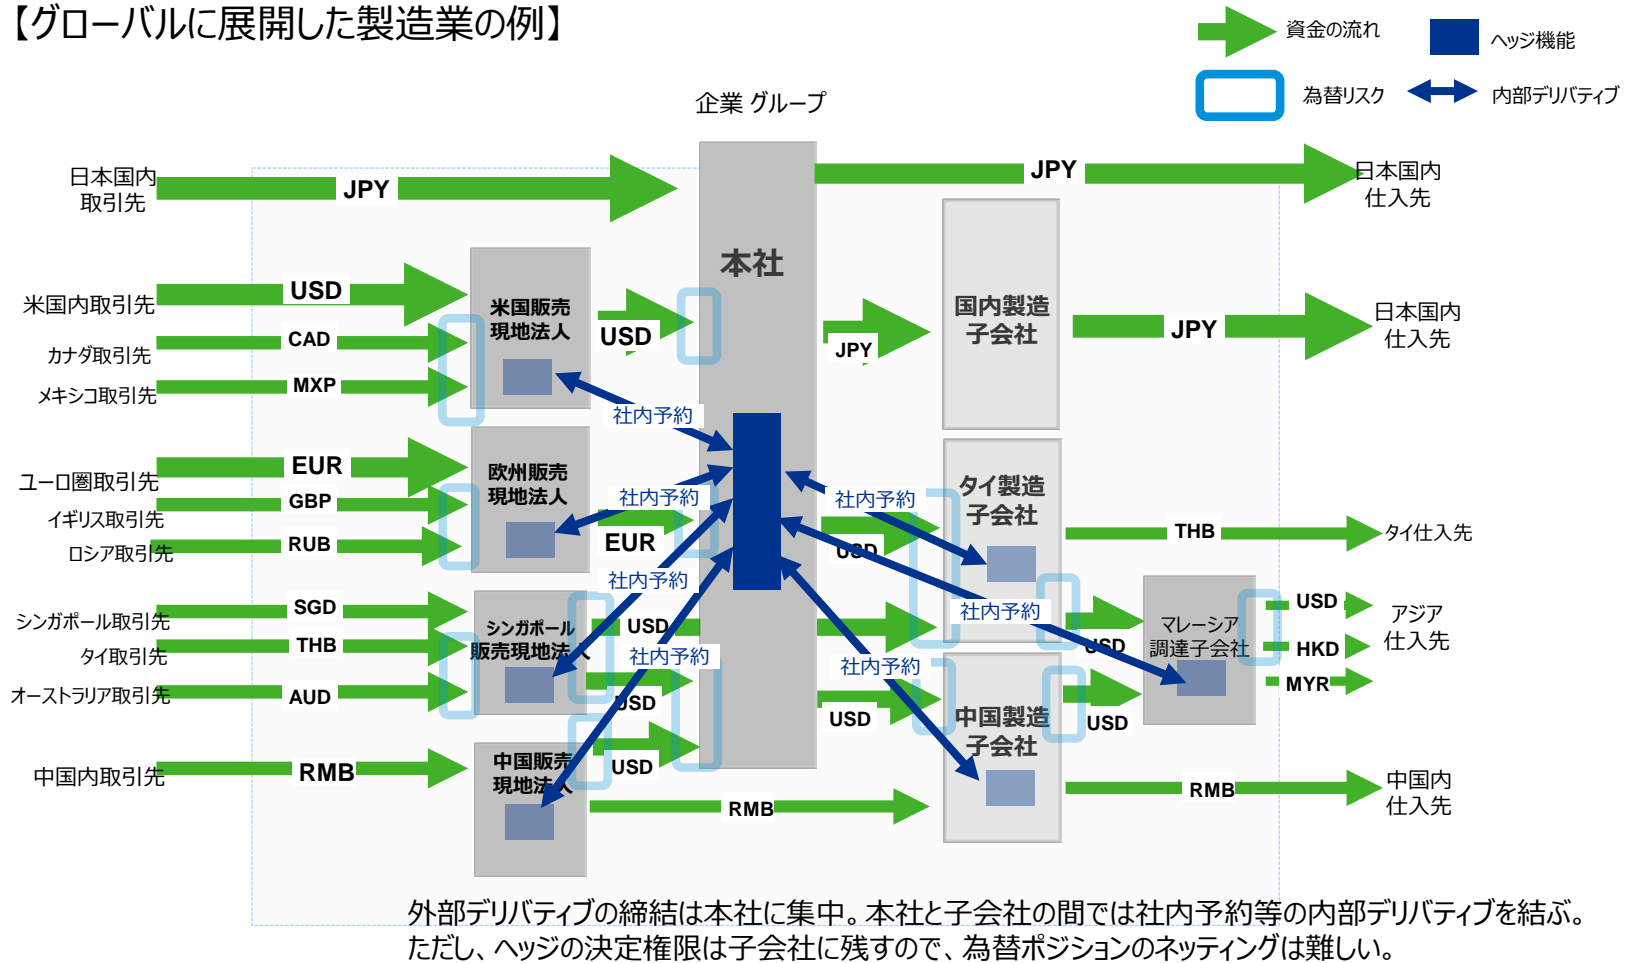 【グローバルに展開した製造業の例】
資金の流れ
ヘッジ機能
為替リスク
内部デリバティブ
企業 グループ
日本国内
取引先
JPY
JPY
日本国内
仕入先
本社
米国内取引先
USD
カナダ取引先
CAD
メキシコ取引先
MXP
米国販売
現地法人
USD
JPY
国内製造
子会社
JPY
日本国内
仕入先
社内予約
ユーロ圏取引先
EUR
イギリス取引先
GBP
ロシア取引先
RUB
欧州販売
現地法人
社内予約
EUR
社内予約
USD
タイ製造
子会社
THB
タイ仕入先
社内予約
シンガポール取引先
SGD
タイ取引先
THB
オーストラリア取引先
AUD
シンガポール
販売現地法人
USD
社内予約
USD
社内予約
USD
マレーシア
調達子会社
USD
HKD
MYR
アジア
仕入先
社内予約
USD
中国製造
子会社
USD
中国内取引先
RMB
中国販売
現地法人
USD
RMB
RMB
中国内
仕入先
外部デリバティブの締結は本社に集中。本社と子会社の間では社内予約等の内部デリバティブを結ぶ。
ただし、ヘッジの決定権限は子会社に残すので、為替ポジションのネッティングは難しい。